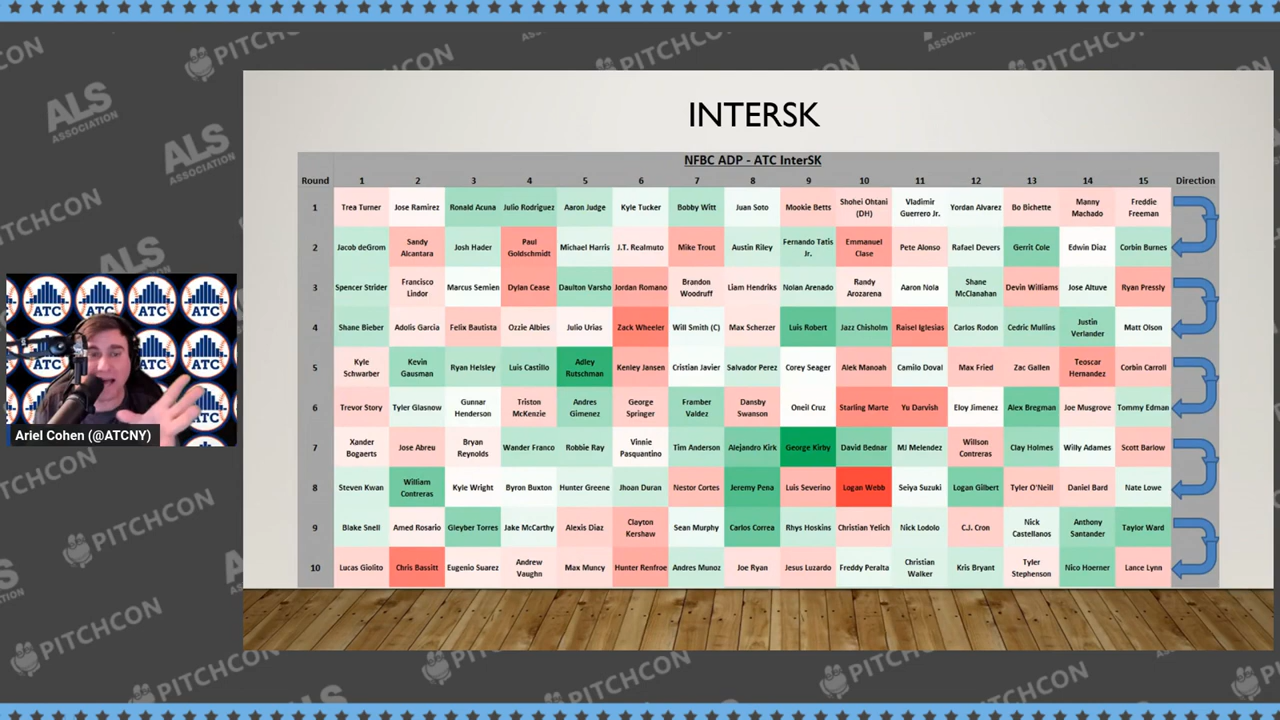 INTERSK
NFBC ADP - ATC InterSK
Round 1 2 3 4 5 6 7 8 9 10 11 12 13 14 15 Direction
1 Trea Turner Jose Ramirez Ronald Acuna Julio Rodriguez Aaron Judge Kyle Tucker Bobby Witt Juan Soto Mookie Betts Shohei Ohtani (DH) Vladimir Guerrero Jr. Yordan Alvarez Bo Bichette Manny Machado Freddie Freeman
2 Jacob deGrom Sandy Alcantara Josh Hader Paul Goldschmidt Michael Harris J.T. Realmuto Mike Trout Austin Riley Fernando Tatis Jr. Emmanuel Clase Pete Alonso Rafael Devers Gerrit Cole Edwin Diaz Corbin Burnes
3 Spencer Strider Francisco Lindor Marcus Semien Dylan Cease Daulton Varsho Jordan Romano Brandon Woodruff Liam Hendriks Nolan Arenado Randy Arozarena Aaron Nola Shane McClanahan Devin Williams Jose Altuve Ryan Pressly
4 Shane Bieber Adolis Garcia Felix Bautista Ozzie Albies Julio Urias Zack Wheeler Will Smith (C) Max Scherzer Luis Robert Jazz Chisholm Raisel Iglesias Carlos Rodon Cedric Mullins Justin Verlander Matt Olson
5 Kyle Schwarber Kevin Gausman Ryan Helsley Luis Castillo Adley Rutschman Kenley Jansen Cristian Javier Salvador Perez Corey Seager Alek Manoah Camilo Doval Max Fried Zac Gallen Teoscar Hernandez Corbin Carroll
6 Trevor Story Tyler Glasnow Gunnar Henderson Triston McKenzie Andres Gimenez George Springer Framber Valdez Dansby Swanson Oneil Cruz Starling Marte Yu Darvish Eloy Jimenez Alex Bregman Joe Musgrove Tommy Edman
7 Xander Bogaerts Jose Abreu Bryan Reynolds Wander Franco Robbie Ray Vinnie Pasquantino Tim Anderson Alejandro Kirk George Kirby David Bednar MJ Melendez Willson Contreras Clay Holmes Willy Adames Scott Barlow
8 Steven Kwan William Contreras Kyle Wright Byron Buxton Hunter Greene Jhoan Duran Nestor Cortes Jeremy Pena Luis Severino Logan Webb Seiya Suzuki Logan Gilbert Tyler O'Neill Daniel Bard Nate Lowe
9 Blake Snell Amed Rosario Gleyber Torres Jake McCarthy Alexis Diaz Clayton Kershaw Sean Murphy Carlos Correa Rhys Hoskins Christian Yelich Nick Lodolo C.J. Cron Nick Castellanos Anthony Santander Taylor Ward
10 Lucas Giolito Chris Bassitt Eugenio Suarez Andrew Vaughn Max Muncy Hunter Renfroe Andres Munoz Joe Ryan Jesus Luzardo Freddy Peralta Christian Walker Kris Bryant Tyler Stephenson Nico Hoerner Lance Lynn
Ariel Cohen (@ATCNY)
ATC
PITCHCON
ALS
ASSOCIATION